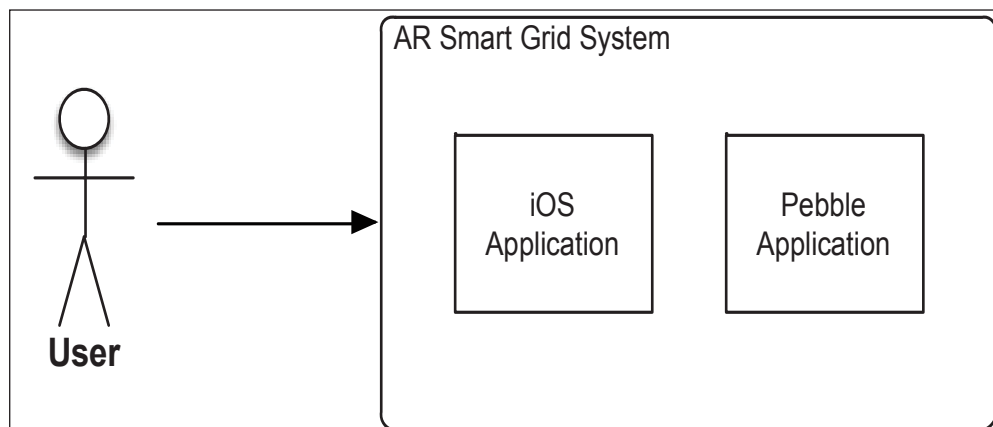 AR Smart Grid System
iOS
Application
Pebble
Application
User